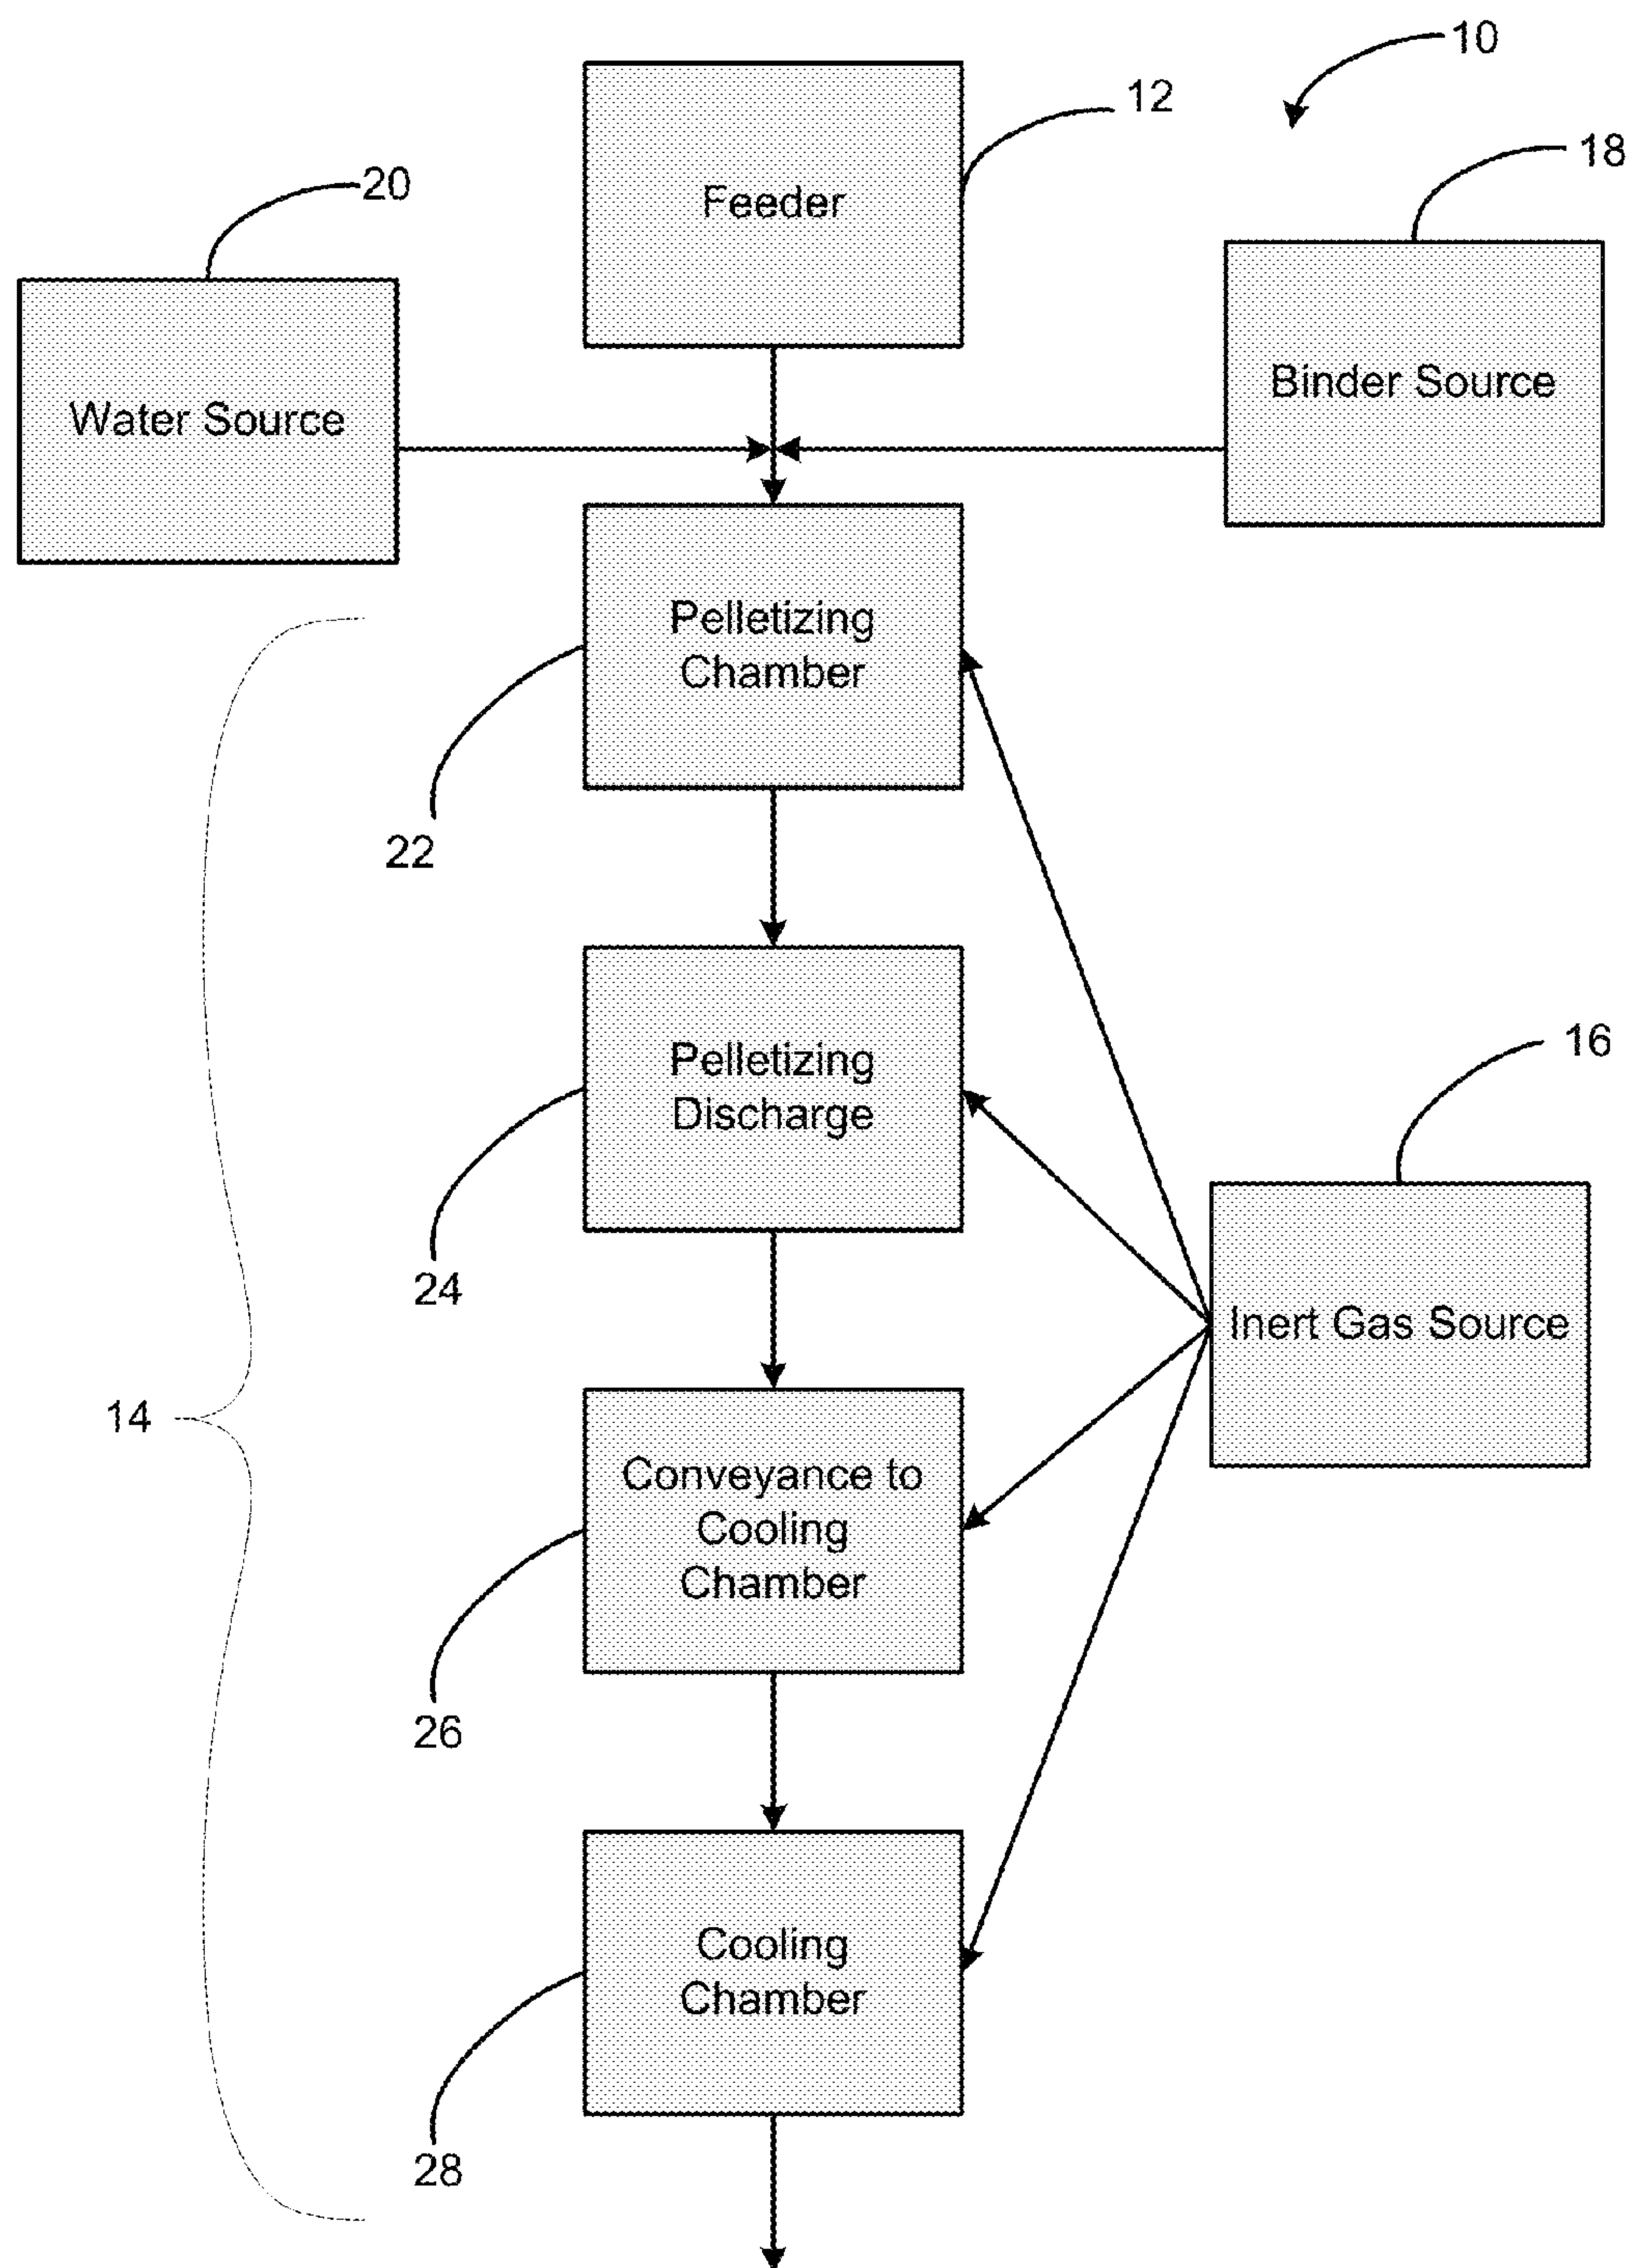 10
12
18
20
Feeder
Binder Source
Water Source
Pelletizing
Chamber
22
Pelletizing
Discharge
16
24
Inert Gas Source
14
Conveyance to
Cooling
Chamber
26
Cooling
Chamber
28